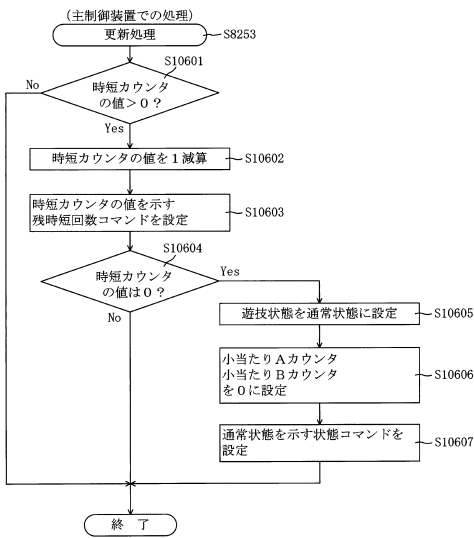 (主制御装置での処理)
更新処理
S8253
S10601
No
時短カウンタ
の値>0?
Yes
時短カウンタの値を1減算
S10602
時短カウンタの値を示す
残時短回数コマンドを設定
S10603
S10604
時短カウンタ
の値は0?
Yes
No
遊技状態を通常状態に設定
S10605
小当たりAカウンタ
小当たりBカウンタ
を0に設定
S10606
通常状態を示す状態コマンドを
設定
S10607
終 了